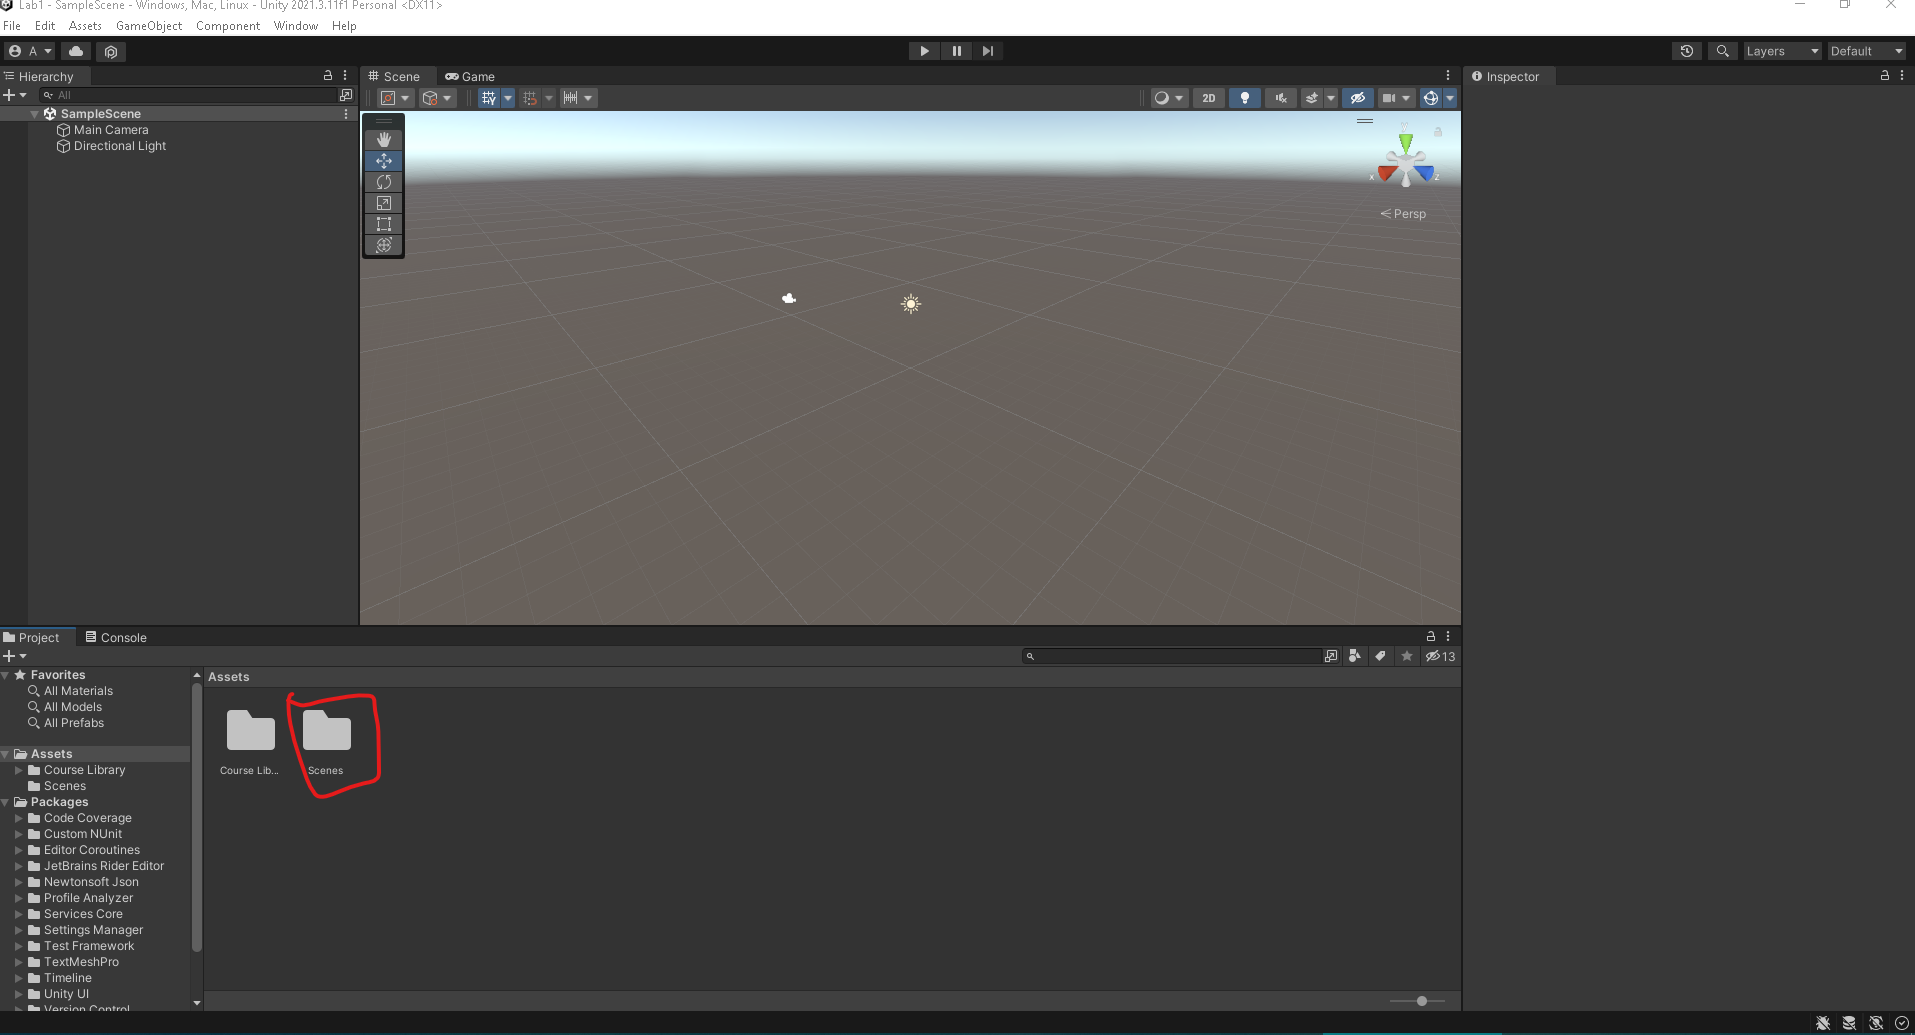 Lab1 - SampleScene - Windows, Mac, Linux - Unity 2021.3.11f1 Personal <DX11>
File Edit Assets GameObject Component Window Help
A Layers Default
Hierarchy Scene Game Inspector
All 2D
SampleScene
Main Camera
Directional Light
Y
X Z
Persp
Project Console
13
Favorites Assets
All Materials
All Models
All Prefabs
Assets
Course Library Course Lib... Scenes
Scenes
Packages
Code Coverage
Custom NUnit
Editor Coroutines
JetBrains Rider Editor
Newtonsoft Json
Profile Analyzer
Services Core
Settings Manager
Test Framework
TextMeshPro
Timeline
Unity UI
Version Control